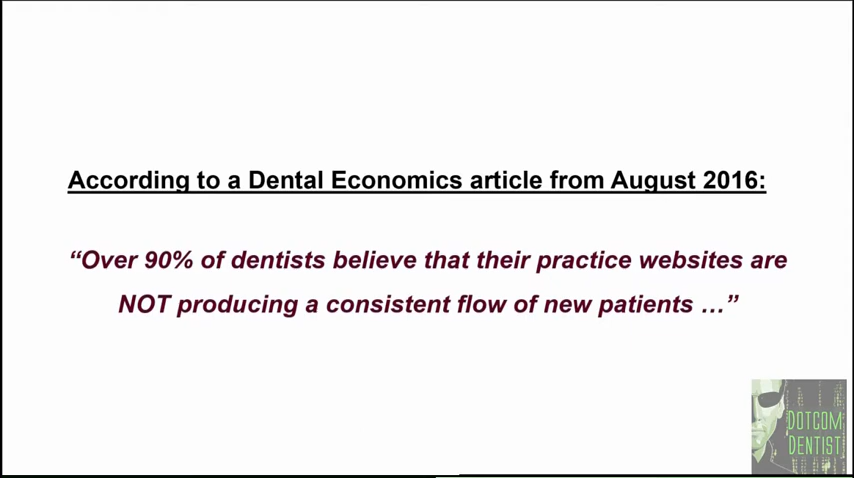 According to a Dental Economics article from August 2016:
“Over 90% of dentists believe that their practice websites are
NOT producing a consistent flow of new patients …”
DOTCOM
DENTIST